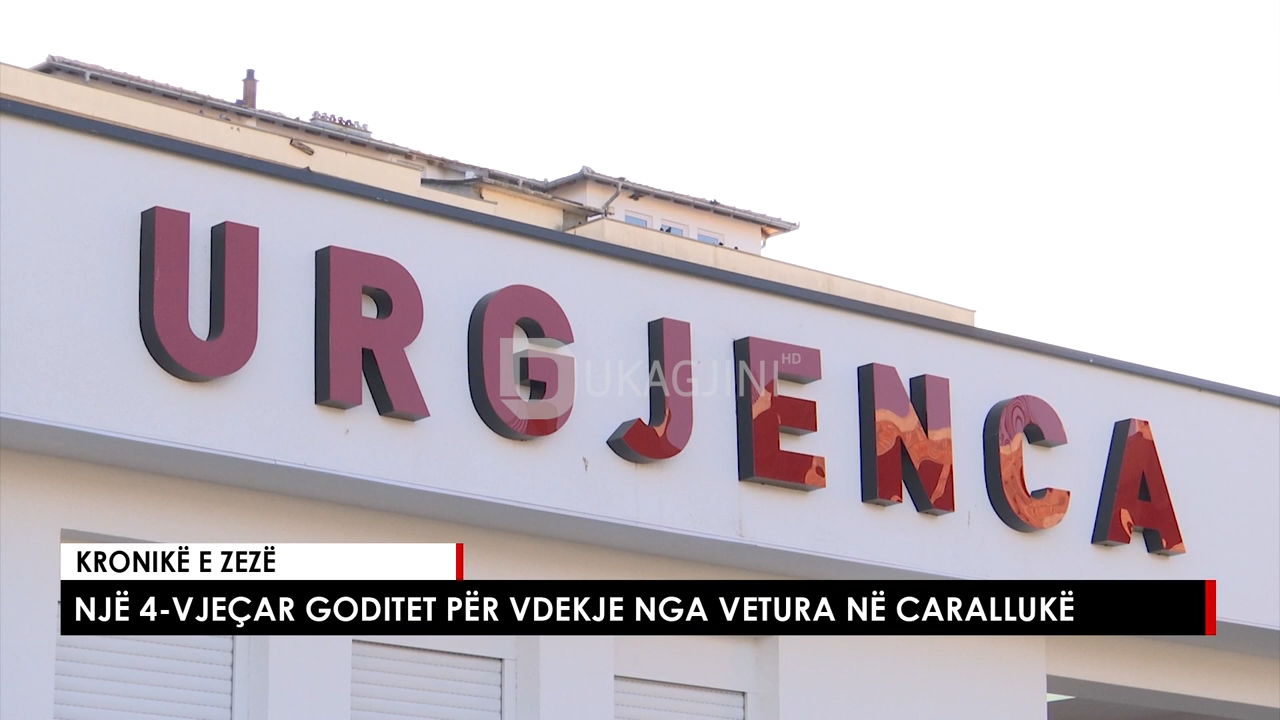 URGJENCA
DUKAGJINI HD
KRONIKË E ZEZË
NJË 4-VJEÇAR GODITET PËR VDEKJE NGA VETURA NË CARALLUKË